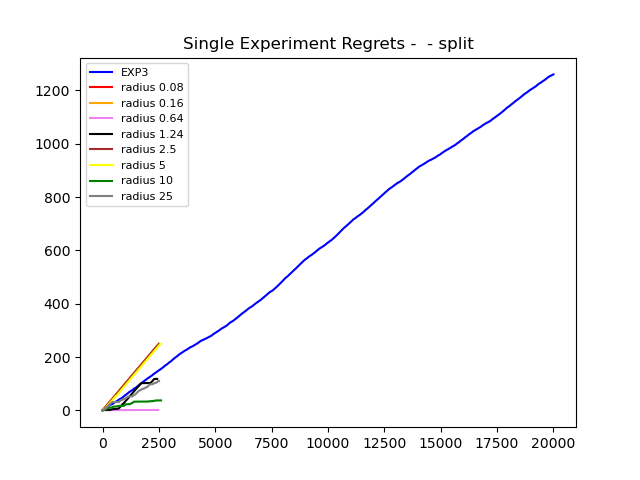 Single Experiment Regrets -  - split
EXP3
radius 0.08
radius 0.16
radius 0.64
radius 1.24
radius 2.5
radius 5
radius 10
radius 25
1200
1000
800
600
400
200
0
0 2500 5000 7500 10000 12500 15000 17500 20000